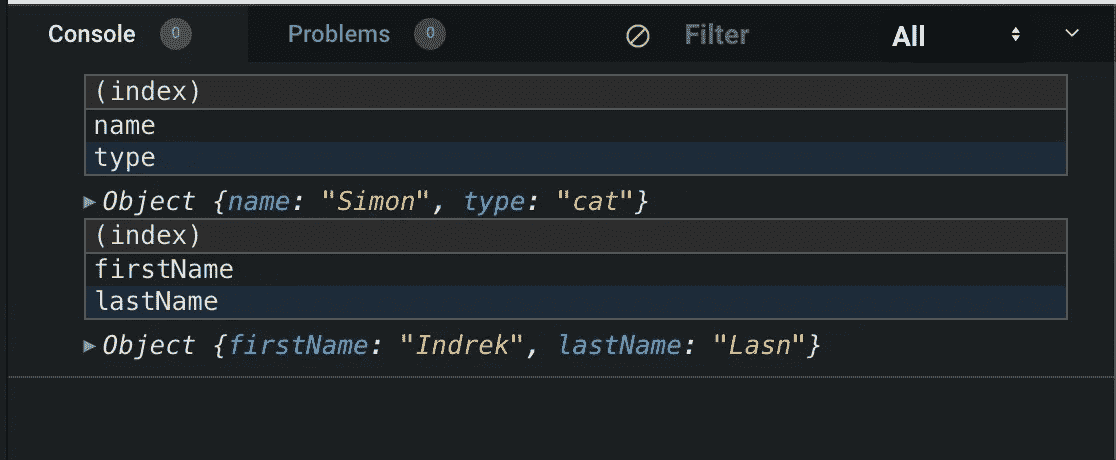 Console 0 Problems 0 Filter All
(index)
name
type
Object {name: "Simon", type: "cat"}
(index)
firstName
lastName
Object {firstName: "Indrek", lastName: "Lasn"}